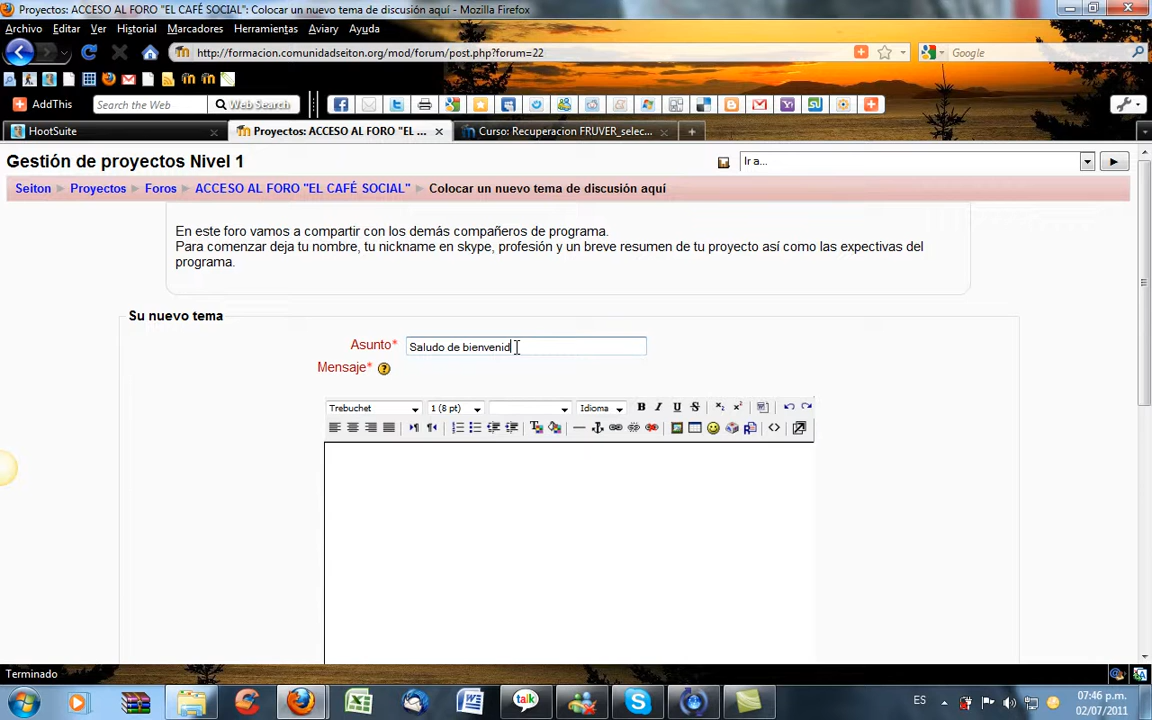 Proyectos: ACCESO AL FORO "EL CAFÉ SOCIAL": Colocar un nuevo tema de discusión aquí - Mozilla Firefox
Archivo Editar Ver Historial Marcadores Herramientas Aviary Ayuda
http://formacion.comunidadseiton.org/mod/forum/post.php?forum=22
Google
AddThis Search the Web Web Search
HootSuite Proyectos: ACCESO AL FORO "EL ... Curso: Recuperacion FRUVER_selec...
Gestión de proyectos Nivel 1
Ir a...
Seiton Proyectos Foros ACCESO AL FORO "EL CAFÉ SOCIAL" Colocar un nuevo tema de discusión aquí
En este foro vamos a compartir con los demás compañeros de programa.
Para comenzar deja tu nombre, tu nickname en skype, profesión y un breve resumen de tu proyecto así como las expectivas del
programa.
Su nuevo tema
Asunto* Saludo de bienvenid
Mensaje*
Trebuchet 1 (8 pt) Idioma B I U S
Terminado
talk
ES
07:46 p.m.
02/07/2011